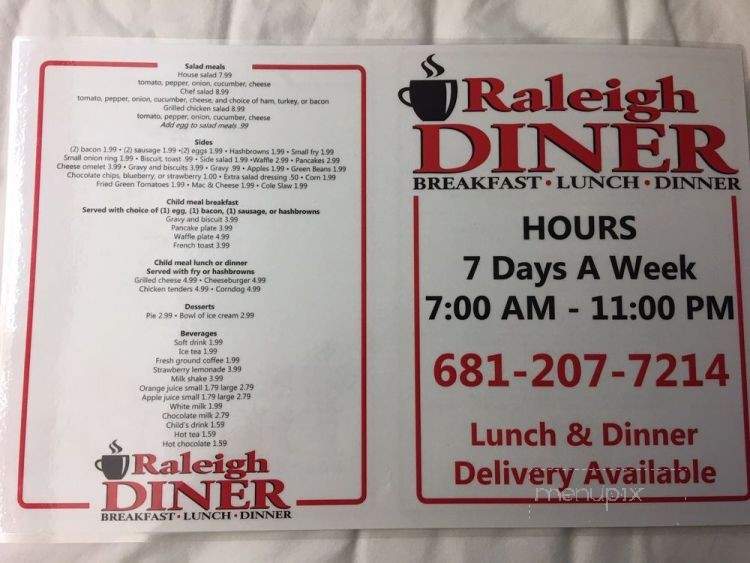 Salad meals
House salad 7.99
tomato, pepper, onion, cucumber, cheese
Chef salad 8.99
tomato, pepper, onion, cucumber, cheese, and choice of ham, turkey, or bacon
Grilled chicken salad 8.99
tomato, pepper, onion, cucumber, cheese
Add egg to salad meals .99
Sides
(2) bacon 1.99 • (2) sausage 1.99 •(2) eggs 1.99 • Hashbrowns 1.99 • Small fry 1.99
Small onion ring 1.99 • Biscuit, toast .99 • Side salad 1.99 •Waffle 2.99 • Pancakes 2.99
Cheese omelet 3.99 • Gravy and biscuits 3.99 • Gravy .99 • Apples 1.99 • Green Beans 1.99
Chocolate chips, blueberry, or strawberry 1.00 • Extra salad dressing .50 • Corn 1.99
Fried Green Tomatoes 1.99 • Mac & Cheese 1.99 • Cole Slaw 1.99
Child meal breakfast
Served with choice of (1) egg, (1) bacon, (1) sausage, or hashbrowns
Gravy and biscuit 3.99
Pancake plate 3.99
Waffle plate 4.99
French toast 3.99
Child meal lunch or dinner
Served with fry or hashbrowns
Grilled cheese 4.99 • Cheeseburger 4.99
Chicken tenders 4.99 • Corndog 4.99
Desserts
Pie 2.99 • Bowl of ice cream 2.99
Beverages
Soft drink 1.99
Ice tea 1.99
Fresh ground coffee 1.99
Strawberry lemonade 3.99
Milk shake 3.99
Orange juice small 1.79 large 2.79
Apple juice small 1.79 large 2.79
White milk 1.99
Chocolate milk 2.79
Child's drink 1.59
Hot tea 1.59
Hot chocolate 1.59
Raleigh
DINER
BREAKFAST • LUNCH • DINNER
Raleigh
DINER
BREAKFAST • LUNCH • DINNER
HOURS
7 Days A Week
7:00 AM - 11:00 PM
681-207-7214
Lunch & Dinner
Delivery Available
menupix